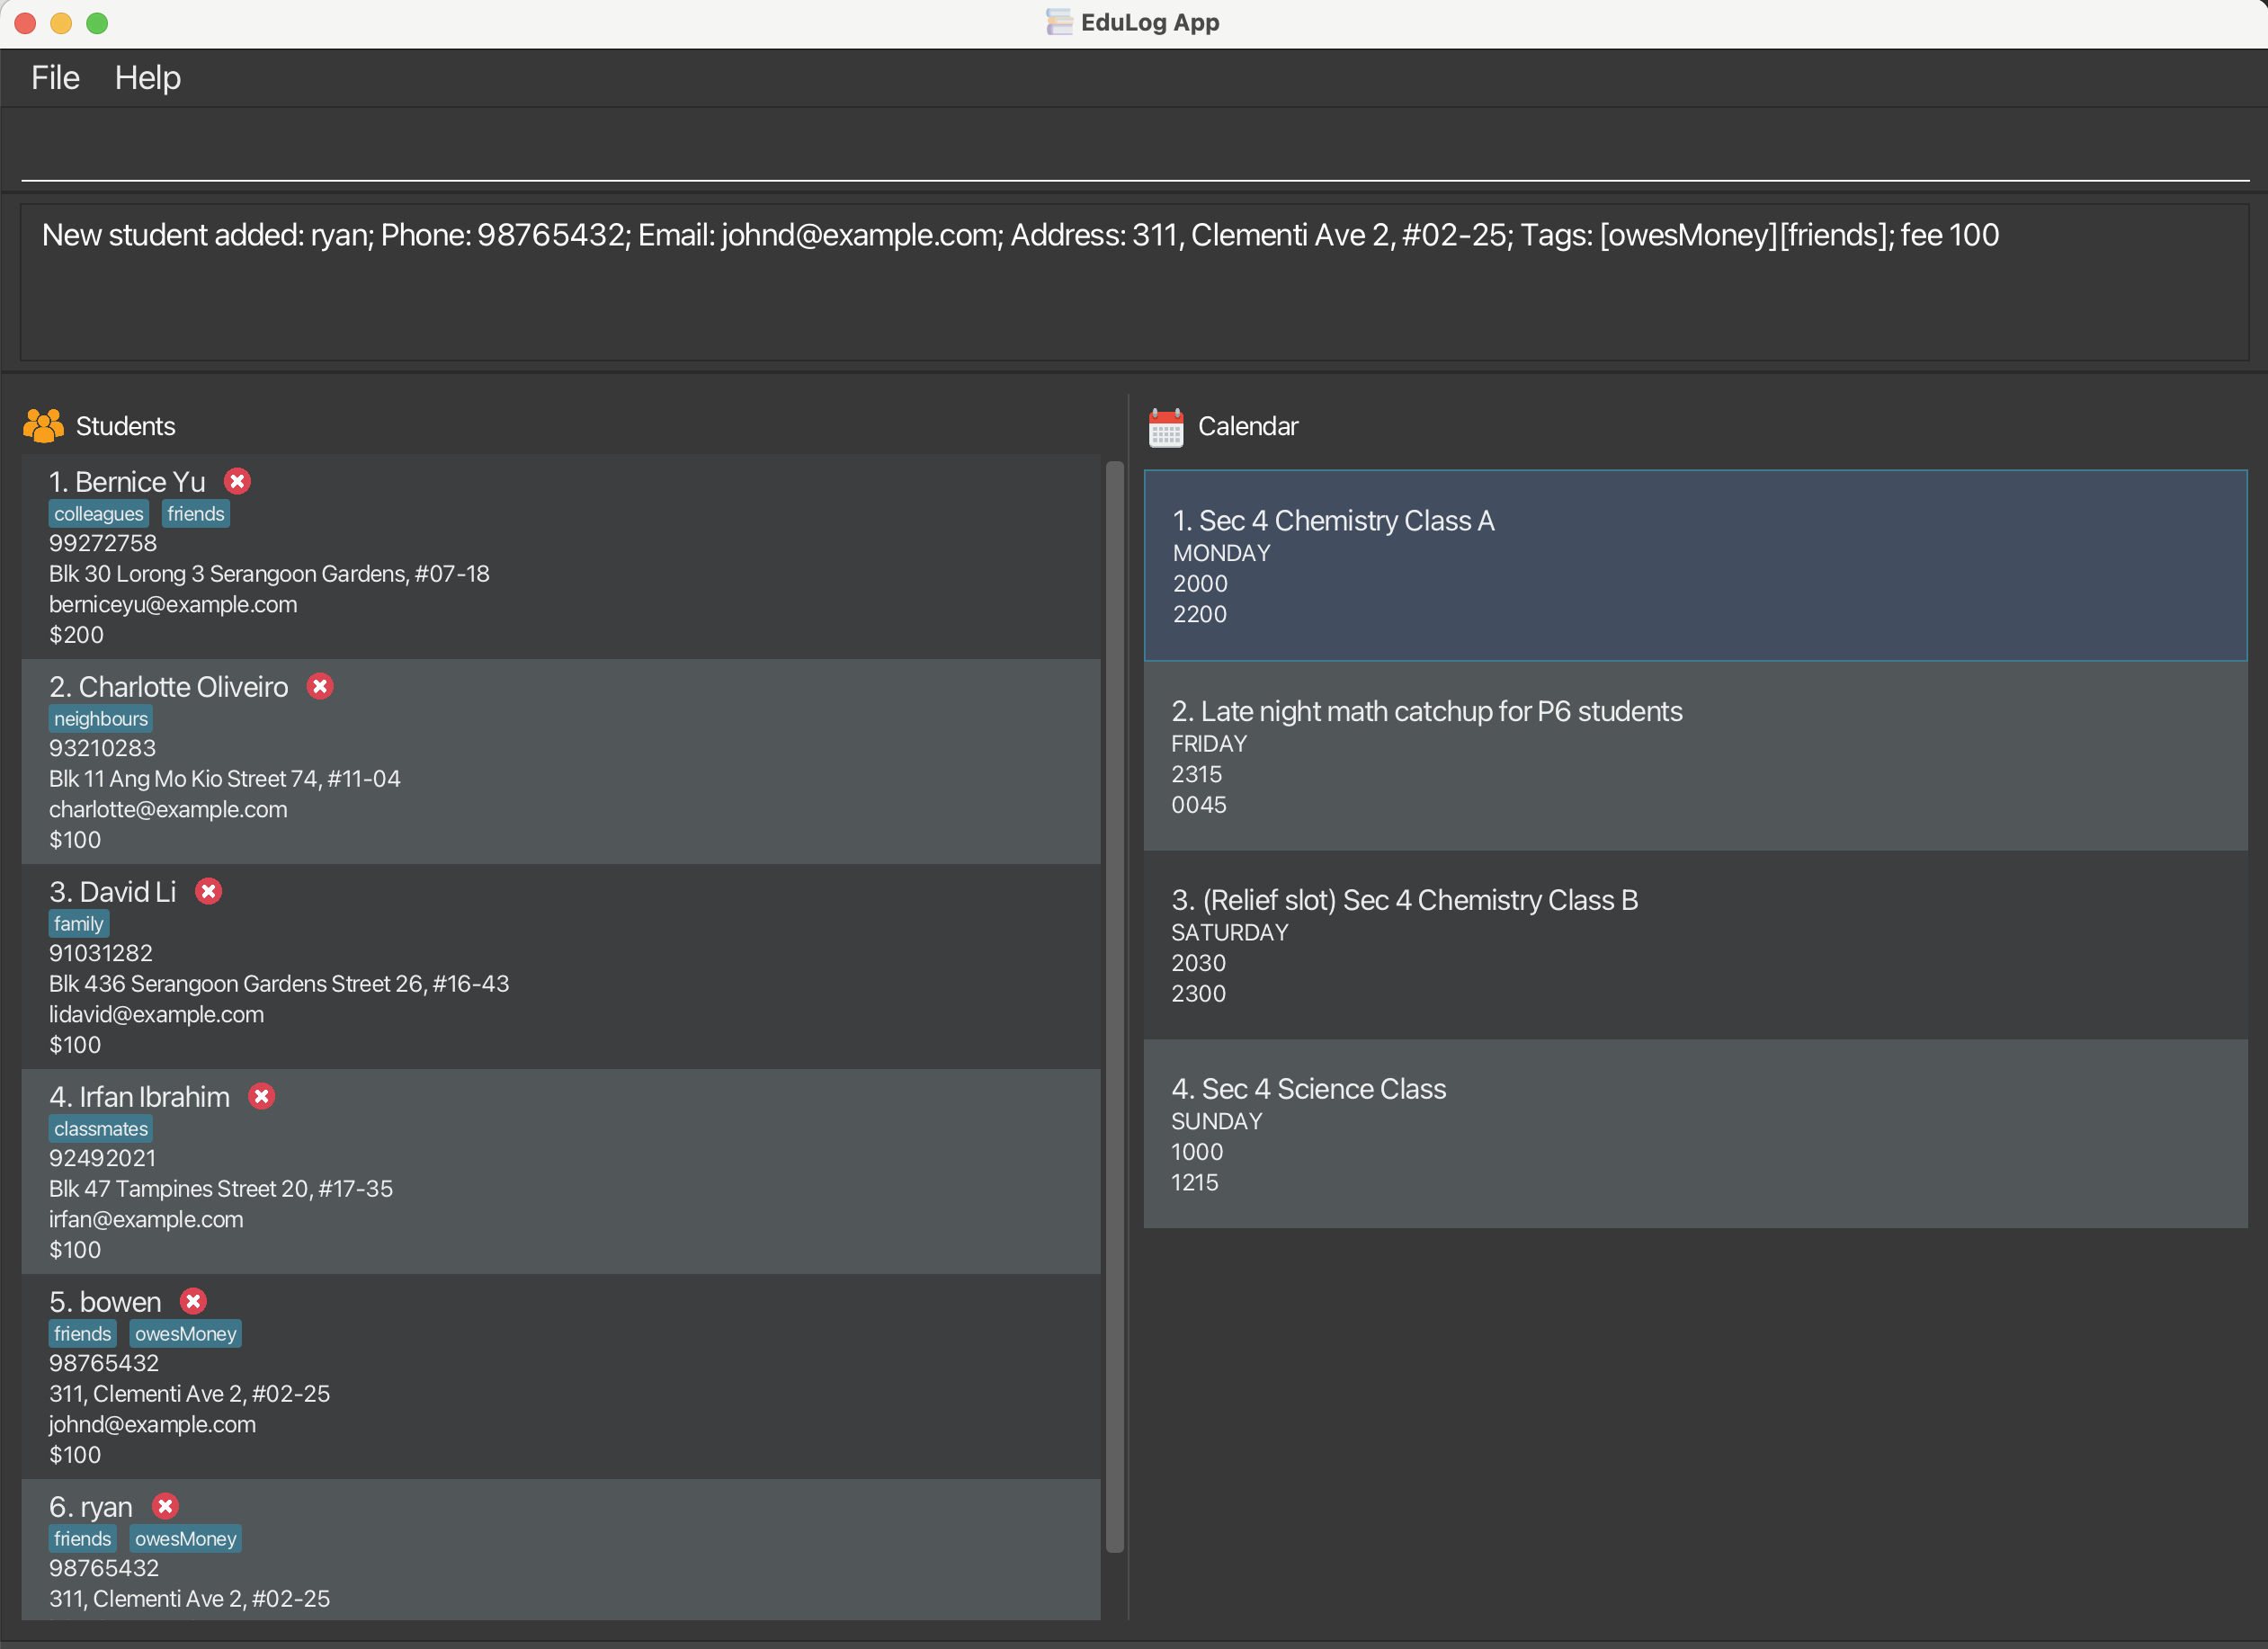 EduLog App
File Help
New student added: ryan; Phone: 98765432; Email: johnd@example.com; Address: 311, Clementi Ave 2, #02-25; Tags: [owesMoney][friends]; fee 100
Students
1. Bernice Yu
colleagues friends
99272758
Blk 30 Lorong 3 Serangoon Gardens, #07-18
berniceyu@example.com
$200
2. Charlotte Oliveiro
neighbours
93210283
Blk 11 Ang Mo Kio Street 74, #11-04
charlotte@example.com
$100
3. David Li
family
91031282
Blk 436 Serangoon Gardens Street 26, #16-43
lidavid@example.com
$100
4. Irfan Ibrahim
classmates
92492021
Blk 47 Tampines Street 20, #17-35
irfan@example.com
$100
5. bowen
friends owesMoney
98765432
311, Clementi Ave 2, #02-25
johnd@example.com
$100
6. ryan
friends owesMoney
98765432
311, Clementi Ave 2, #02-25
Calendar
1. Sec 4 Chemistry Class A
MONDAY
2000
2200
2. Late night math catchup for P6 students
FRIDAY
2315
0045
3. (Relief slot) Sec 4 Chemistry Class B
SATURDAY
2030
2300
4. Sec 4 Science Class
SUNDAY
1000
1215